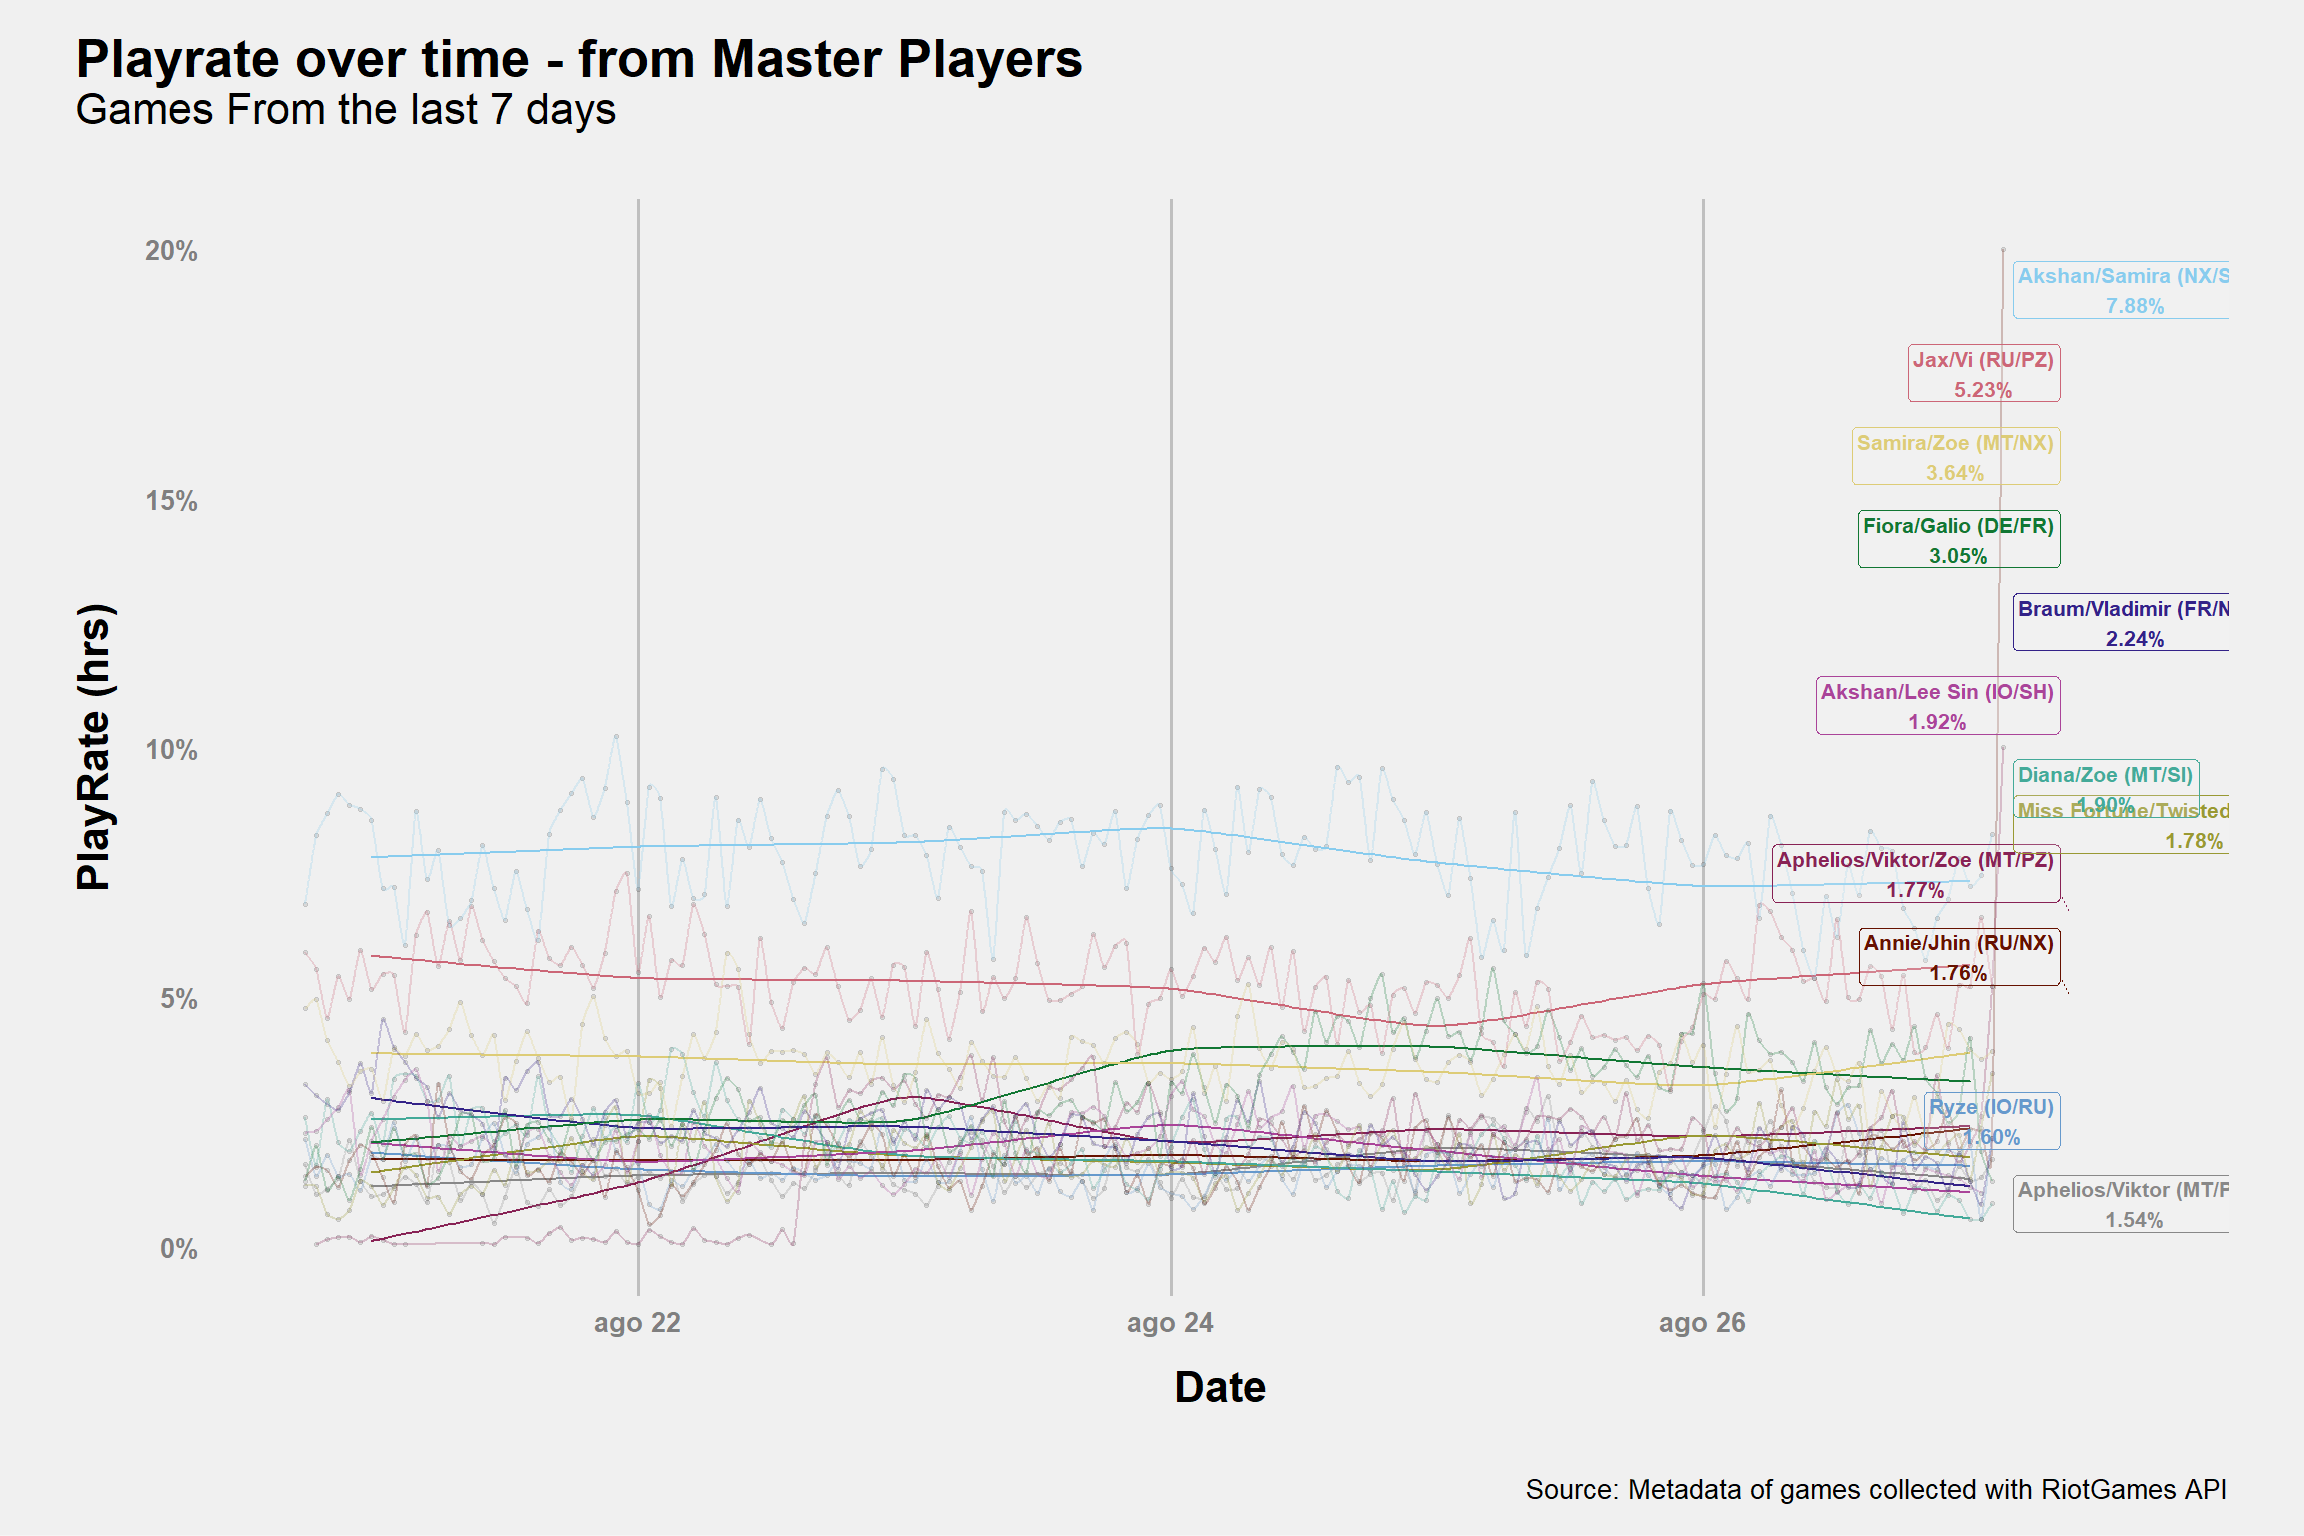 Playrate over time - from Master Players
Games From the last 7 days
20%
15%
10%
5%
0%
PlayRate (hrs)
Akshan/Samira (NX/S
7.88%
Jax/Vi (RU/PZ)
5.23%
Samira/Zoe (MT/NX)
3.64%
Fiora/Galio (DE/FR)
3.05%
Braum/Vladimir (FR/N
2.24%
Akshan/Lee Sin (IO/SH)
1.92%
Diana/Zoe (MT/SI)
1.90%
Miss Fortune/Twisted
1.78%
Aphelios/Viktor/Zoe (MT/PZ)
1.77%
Annie/Jhin (RU/NX)
1.76%
Ryze (IO/RU)
1.60%
Aphelios/Viktor (MT/F
1.54%
ago 22
ago 24
ago 26
Date
Source: Metadata of games collected with RiotGames API